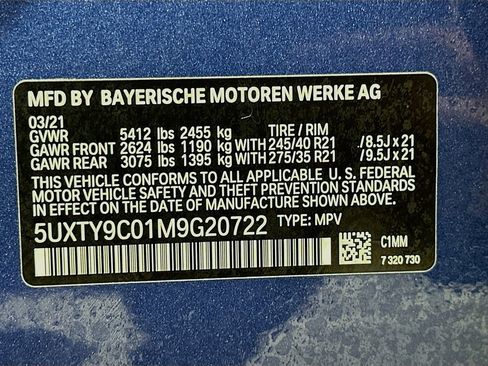 MFD BY BAYERISCHE MOTOREN WERKE AG
03/21
GVWR 5412 lbs 2455 kg TIRE / RIM
GAWR FRONT 2624 lbs 1190 kg WITH 245/40 R21 / 8.5J x 21
GAWR REAR 3075 lbs 1395 kg WITH 275/35 R21 / 9.5J x 21
THIS VEHICLE CONFORMS TO ALL APPLICABLE U. S. FEDERAL
MOTOR VEHICLE SAFETY AND THEFT PREVENTION STANDARDS
IN EFFECT ON THE DATE OF MANUFACTURE SHOWN ABOVE.
5UXTY9C01M9G20722 TYPE: MPV
C1MM
7 320 730